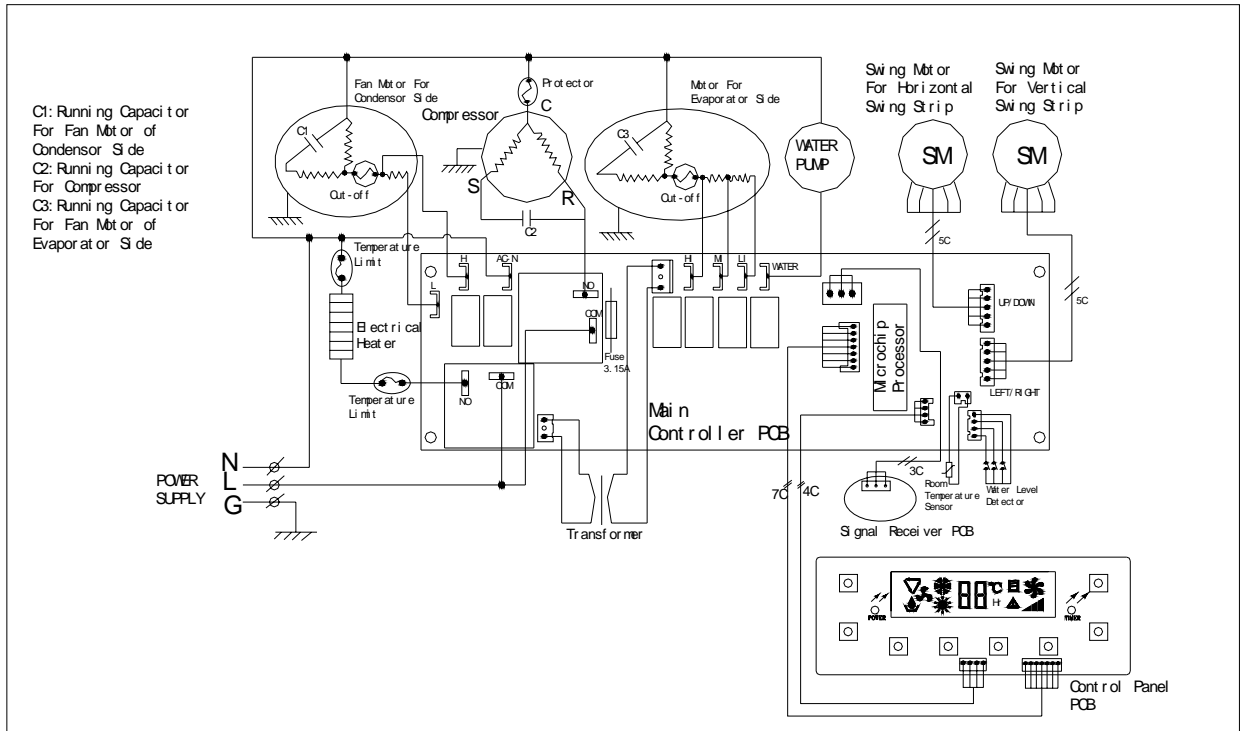 C1: Running Capacitor
For Fan Motor of
Condensor Side
C2: Running Capacitor
For Compressor
C3: Running Capacitor
For Fan Motor of
Evaporator Side
Fan Motor For
Condensor Side
C1
Cut-off
Compressor
Protector
C
S
R
C2
Motor For
Evaporator Side
C3
Cut-off
WATER
PUMP
Swing Motor
For Horizontal
Swing Strip
SM
5C
Swing Motor
For Vertical
Swing Strip
SM
5C
Temperature
Limit
Electrical
Heater
Temperature
Limit
L
H
AC-N
NO
COM
Fuse
3.15A
NO
COM
HI
MI
LI
WATER
Microchip
Processor
UP/DOWN
LEFT/RIGHT
Main
Controller PCB
POWER
SUPPLY
N
L
G
Transformer
7C
4C
3C
Signal Receiver PCB
Room
Temperature
Sensor
Water Level
Detector
POWER
88
°C
Hr
TIMER
Control Panel
PCB